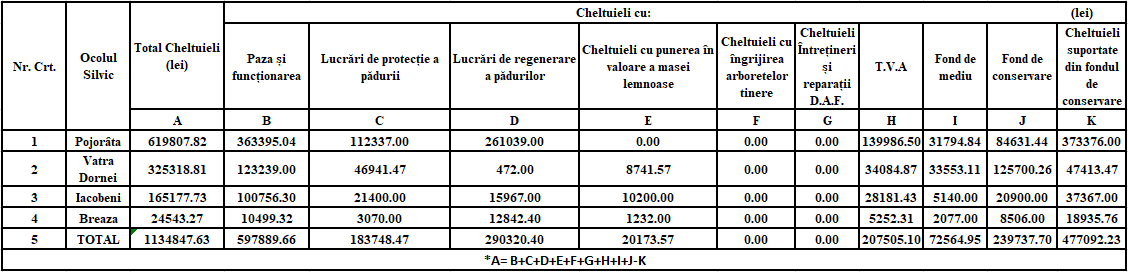 Nr. Crt. Ocolul Silvic Total Cheltuieli (lei) Cheltuieli cu: (lei)
Paza și funcționarea Lucrări de protecție a pădurii Lucrări de regenerare a pădurilor Cheltuieli cu punerea în valoare a masei lemnoase Cheltuieli cu îngrijirea arboretelor tinere Cheltuieli Întrețineri și reparații D.A.F. T.V.A Fond de mediu Fond de conservare Cheltuieli suportate din fondul de conservare
A B C D E F G H I J K
1 Pojorâta 619807.82 363395.04 112337.00 261039.00 0.00 0.00 0.00 139986.50 31794.84 84631.44 373376.00
2 Vatra Dornei 325318.81 123239.00 46941.47 472.00 8741.57 0.00 0.00 34084.87 33553.11 125700.26 47413.47
3 Iacobeni 165177.73 100756.30 21400.00 15967.00 10200.00 0.00 0.00 28181.43 5140.00 20900.00 37367.00
4 Breaza 24543.27 10499.32 3070.00 12842.40 1232.00 0.00 0.00 5252.31 2077.00 8506.00 18935.76
5 TOTAL 1134847.63 597889.66 183748.47 290320.40 20173.57 0.00 0.00 207505.10 72564.95 239737.70 477092.23
*A= B+C+D+E+F+G+H+I+J-K